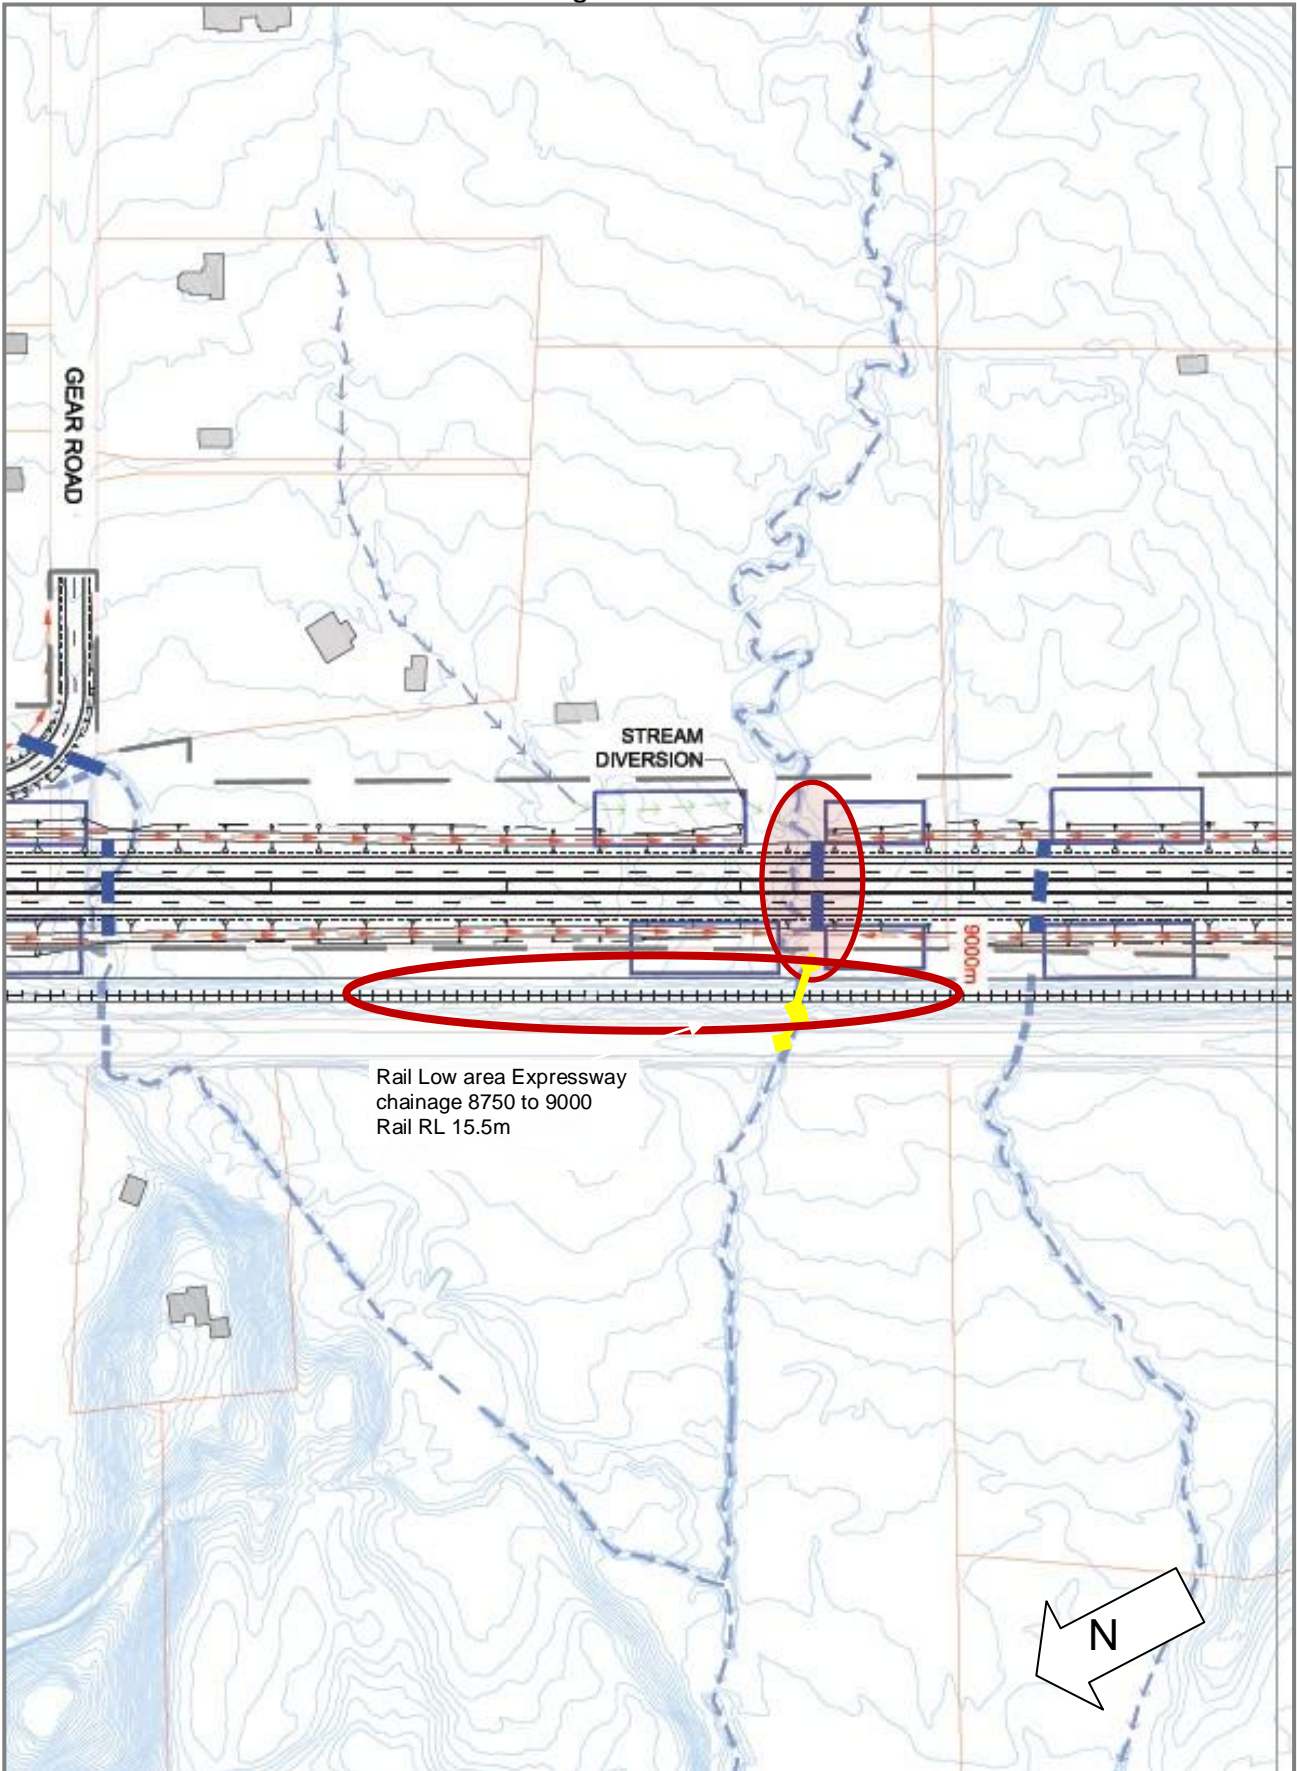 GEAR ROAD
STREAM
DIVERSION
9000m
Rail Low area Expressway
chainage 8750 to 9000
Rail RL 15.5m
N